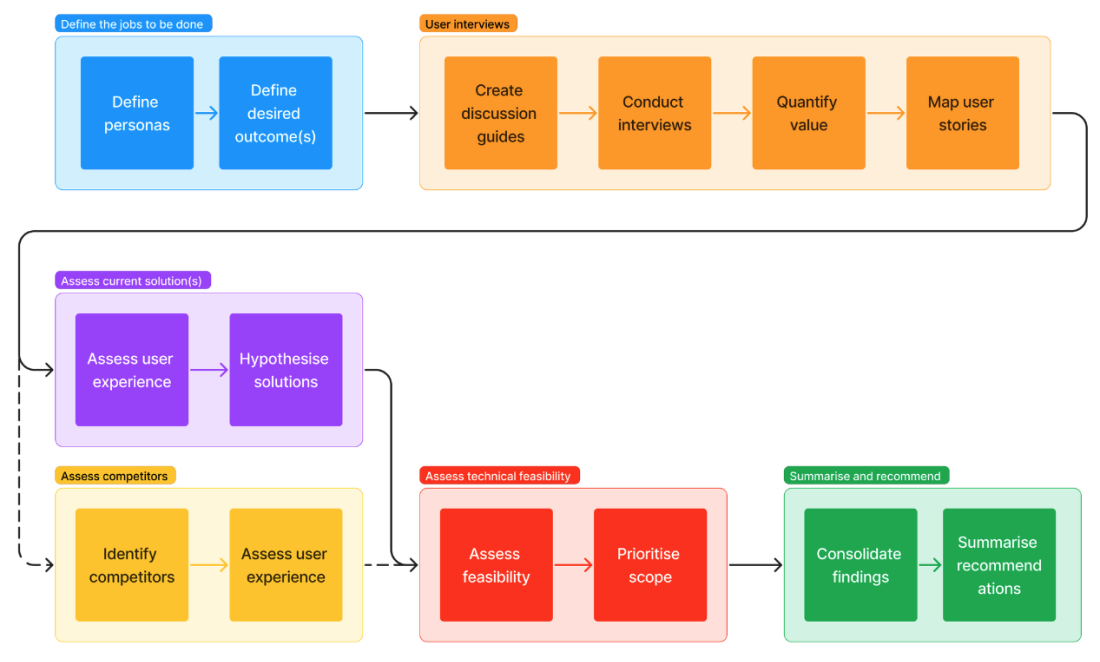 Define the jobs to be done
User interviews
Define
personas
Define
desired
outcome(s)
Create
discussion
guides
Conduct
interviews
Quantify
value
Map user
stories
Assess current solution(s)
Assess user
experience
Hypothesise
solutions
Assess competitors
Assess technical feasibility
Summarise and recommend
Identify
competitors
Assess user
experience
Assess
feasibility
Prioritise
scope
Consolidate
findings
Summarise
recommend
ations